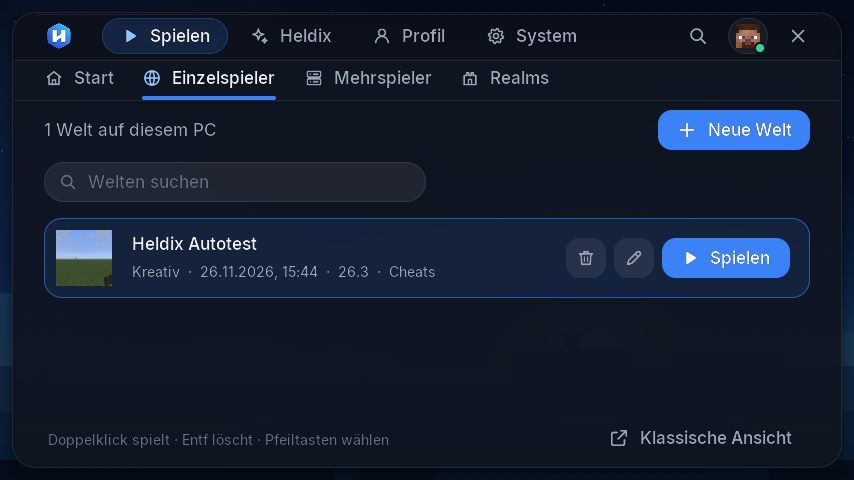 Spielen Heldix Profil System
Start Einzelspieler Mehrspieler Realms
1 Welt auf diesem PC
Neue Welt
Welten suchen
Heldix Autotest
Kreativ · 26.11.2026, 15:44 · 26.3 · Cheats
Spielen
Doppelklick spielt · Entf löscht · Pfeiltasten wählen
Klassische Ansicht